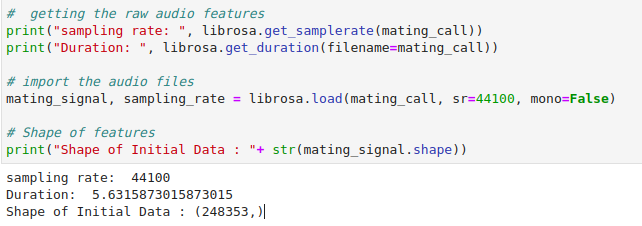 #  getting the raw audio features
print("sampling rate: ", librosa.get_samplerate(mating_call))
print("Duration: ", librosa.get_duration(filename=mating_call))
# import the audio files
mating_signal, sampling_rate = librosa.load(mating_call, sr=44100, mono=False)
# Shape of features
print("Shape of Initial Data : "+ str(mating_signal.shape))
sampling rate:  44100
Duration:  5.6315873015873015
Shape of Initial Data : (248353,)